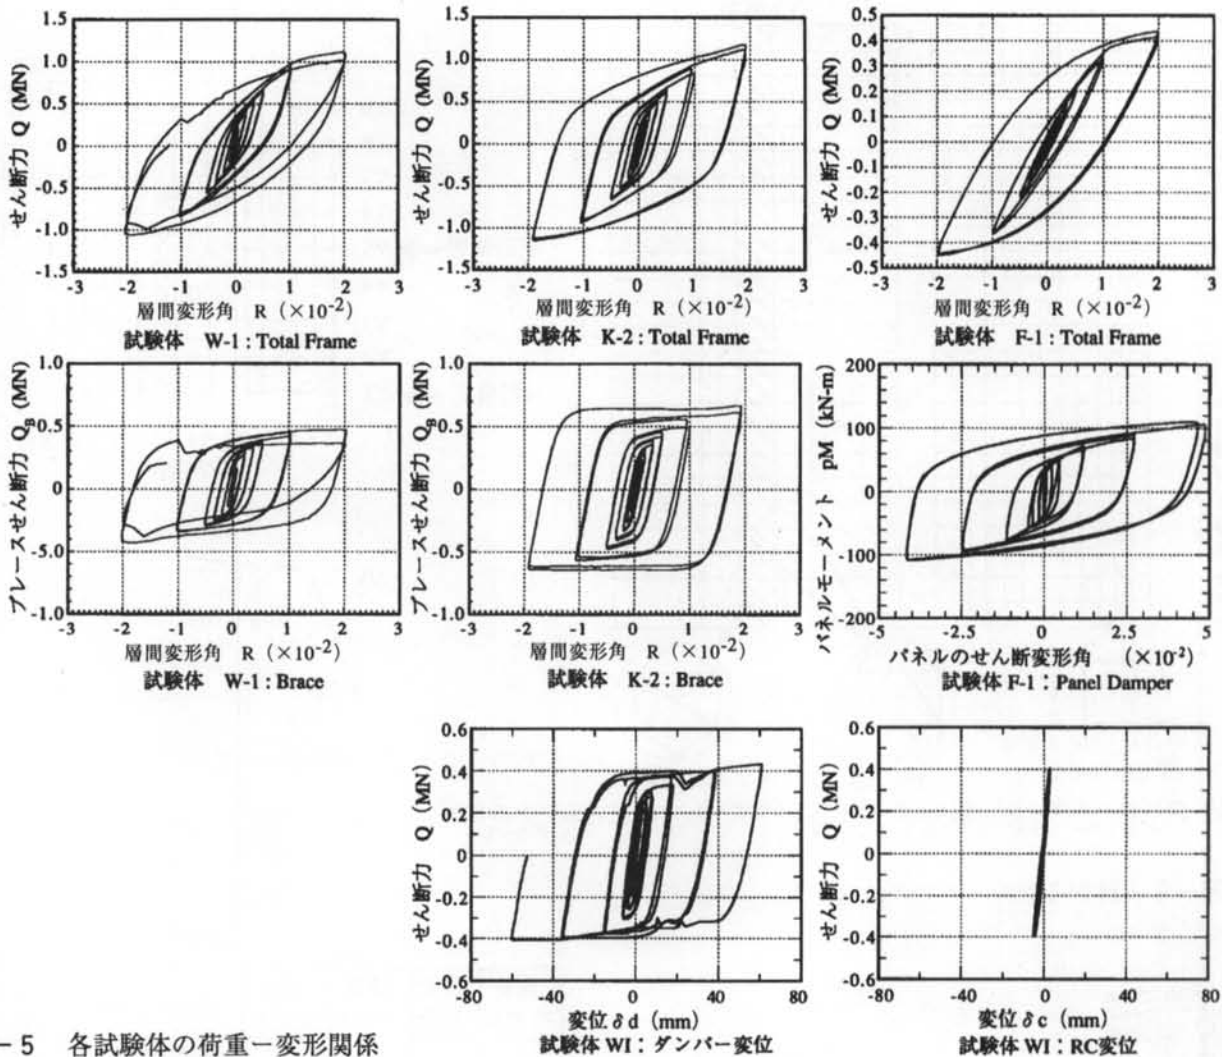 せん断力 Q (MN)
1.5
1.0
0.5
0
-0.5
-1.0
-1.5
-3 -2 -1 0 1 2 3
層間変形角 R (×10-2)
試験体 W-1 : Total Frame
せん断力 Q (MN)
1.5
1.0
0.5
0
-0.5
-1.0
-1.5
-3 -2 -1 0 1 2 3
層間変形角 R (×10-2)
試験体 K-2 : Total Frame
せん断力 Q (MN)
0.5
0.4
0.3
0.2
0.1
0
-0.1
-0.2
-0.3
-0.4
-0.5
-3 -2 -1 0 1 2 3
層間変形角 R (×10-2)
試験体 F-1 : Total Frame
ブレースせん断力 QB (MN)
1.0
0.5
0
-5.0
-1.0
-3 -2 -1 0 1 2 3
層間変形角 R (×10-2)
試験体 W-1 : Brace
ブレースせん断力 QB (MN)
1.0
0.5
0
-0.5
-1.0
-3 -2 -1 0 1 2 3
層間変形角 R (×10-2)
試験体 K-2 : Brace
パネルモーメント pM (kN-m)
200
100
0
-100
-200
-5 -2.5 0 2.5 5
パネルのせん断変形角 (×10-2)
試験体 F-1 : Panel Damper
せん断力 Q (MN)
0.6
0.4
0.2
0
-0.2
-0.4
-0.6
-80 -40 0 40 80
変位 δ d (mm)
試験体 WI : ダンパー変位
せん断力 Q (MN)
0.6
0.4
0.2
0
-0.2
-0.4
-0.6
-80 -40 0 40 80
変位 δ c (mm)
試験体 WI : RC変位
- 5 各試験体の荷重ー変形関係